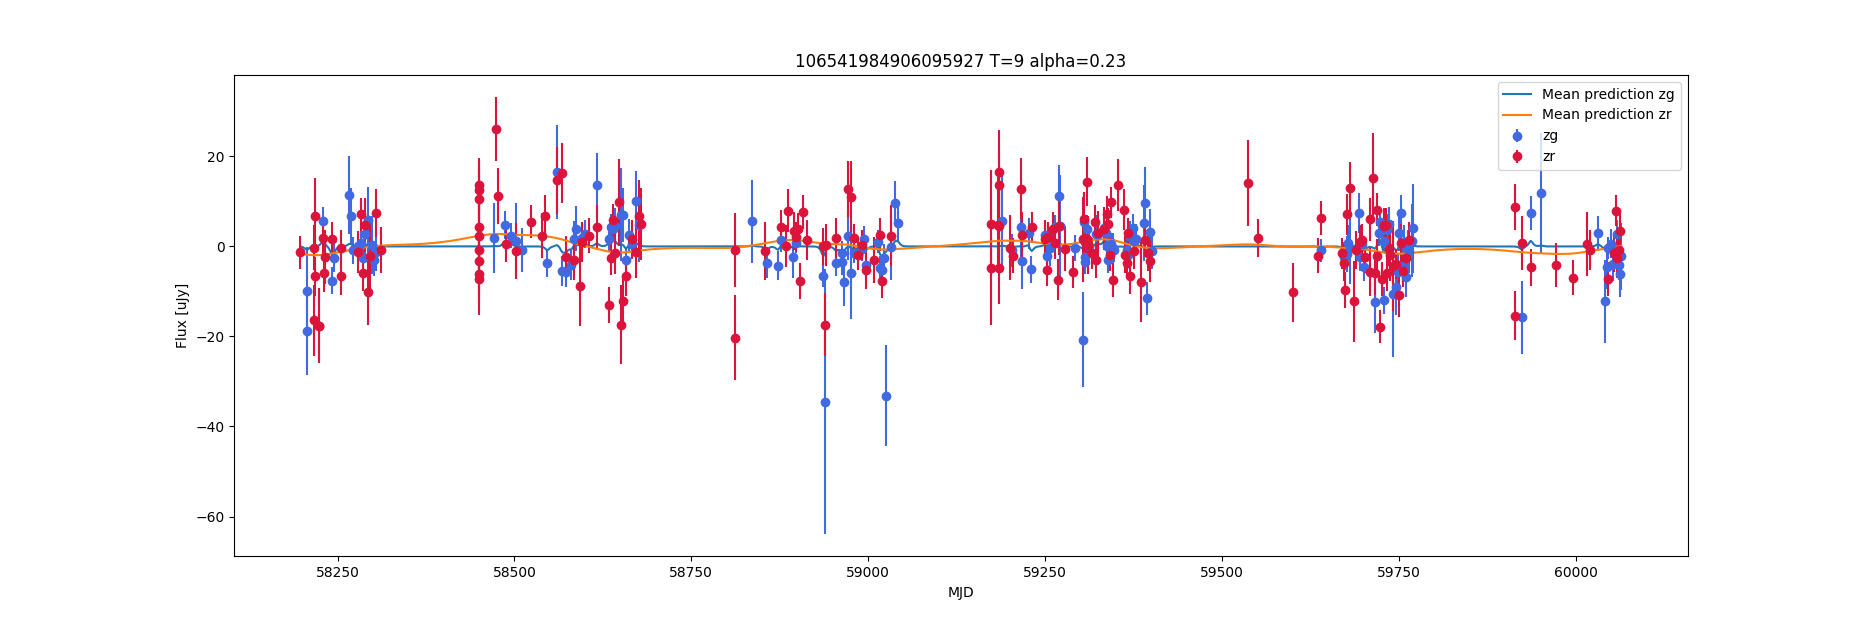 106541984906095927 T=9 alpha=0.23
Mean prediction zg
Mean prediction zr
zg
zr
Flux [uJy]
20
0
−20
−40
−60
58250 58500 58750 59000 59250 59500 59750 60000
MJD